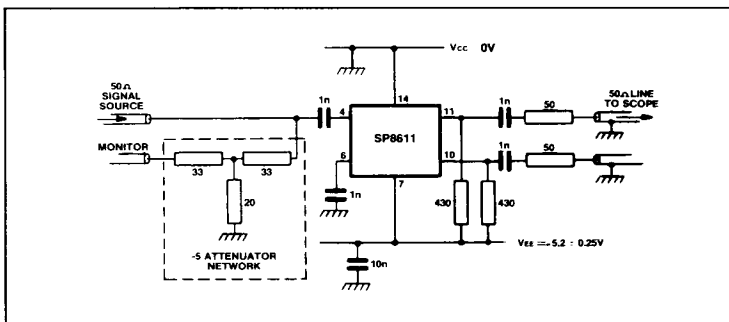 Vcc 0V
50Ω
SIGNAL
SOURCE
1n
4
14
SP8611
11
1n
50
50Ω LINE
TO SCOPE
MONITOR
33
33
6
10
1n
50
1n
7
430
430
20
-5 ATTENUATOR
NETWORK
10n
VEE = -5.2 : 0.25V